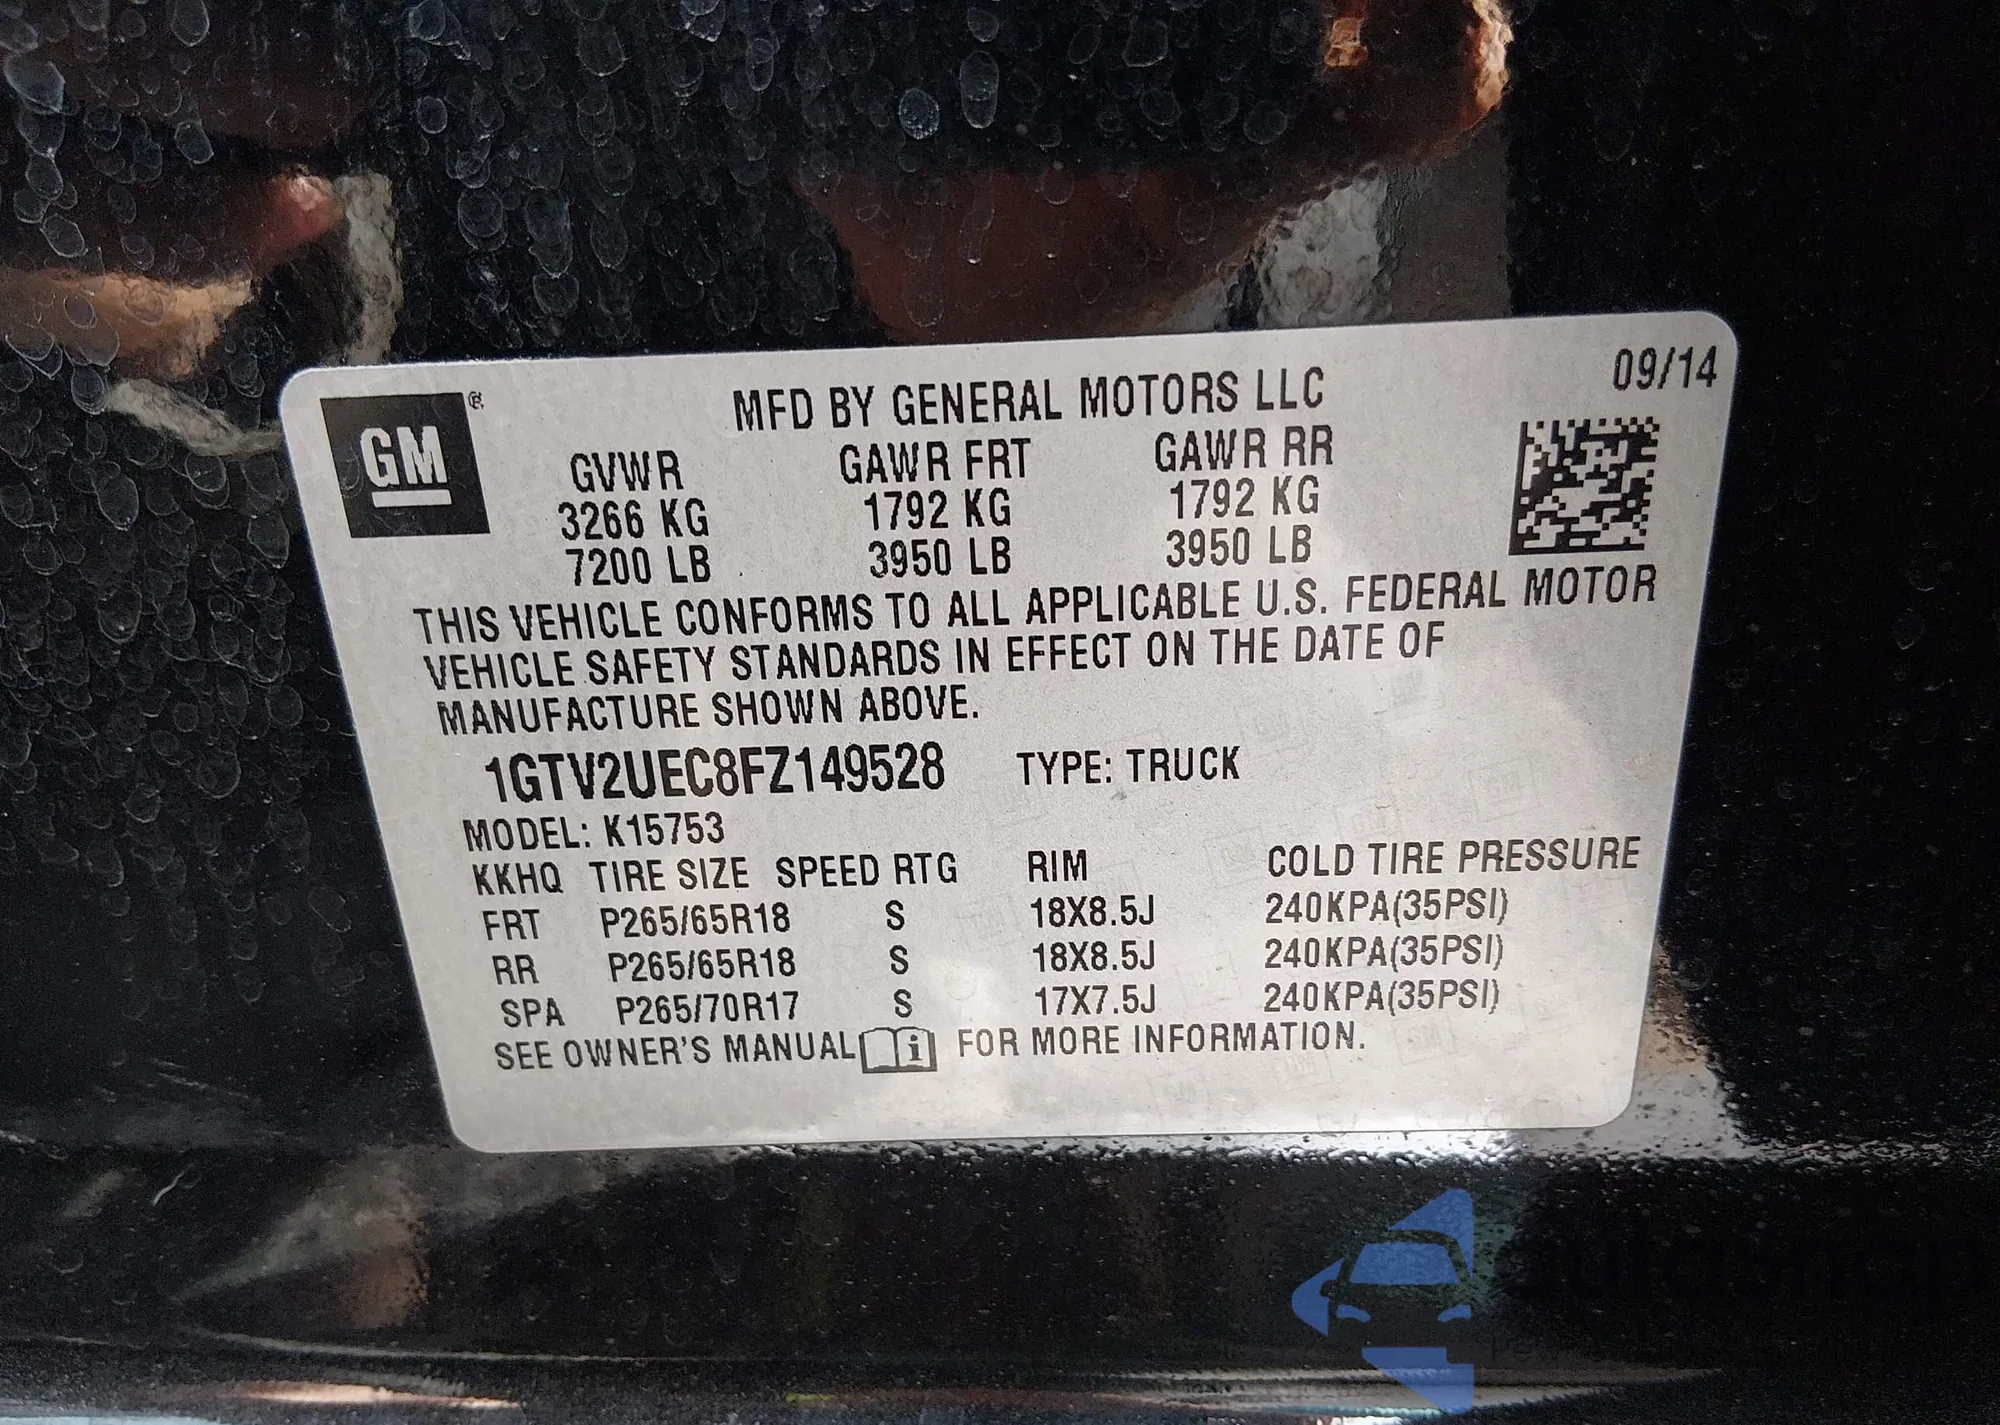 09/14
GM ®
MFD BY GENERAL MOTORS LLC
GVWR GAWR FRT GAWR RR
3266 KG 1792 KG 1792 KG
7200 LB 3950 LB 3950 LB
THIS VEHICLE CONFORMS TO ALL APPLICABLE U.S. FEDERAL MOTOR
VEHICLE SAFETY STANDARDS IN EFFECT ON THE DATE OF
MANUFACTURE SHOWN ABOVE.
1GTV2UEC8FZ149528 TYPE: TRUCK
MODEL: K15753
KKHQ TIRE SIZE SPEED RTG RIM COLD TIRE PRESSURE
FRT P265/65R18 S 18X8.5J 240KPA(35PSI)
RR P265/65R18 S 18X8.5J 240KPA(35PSI)
SPA P265/70R17 S 17X7.5J 240KPA(35PSI)
SEE OWNER'S MANUAL i FOR MORE INFORMATION.